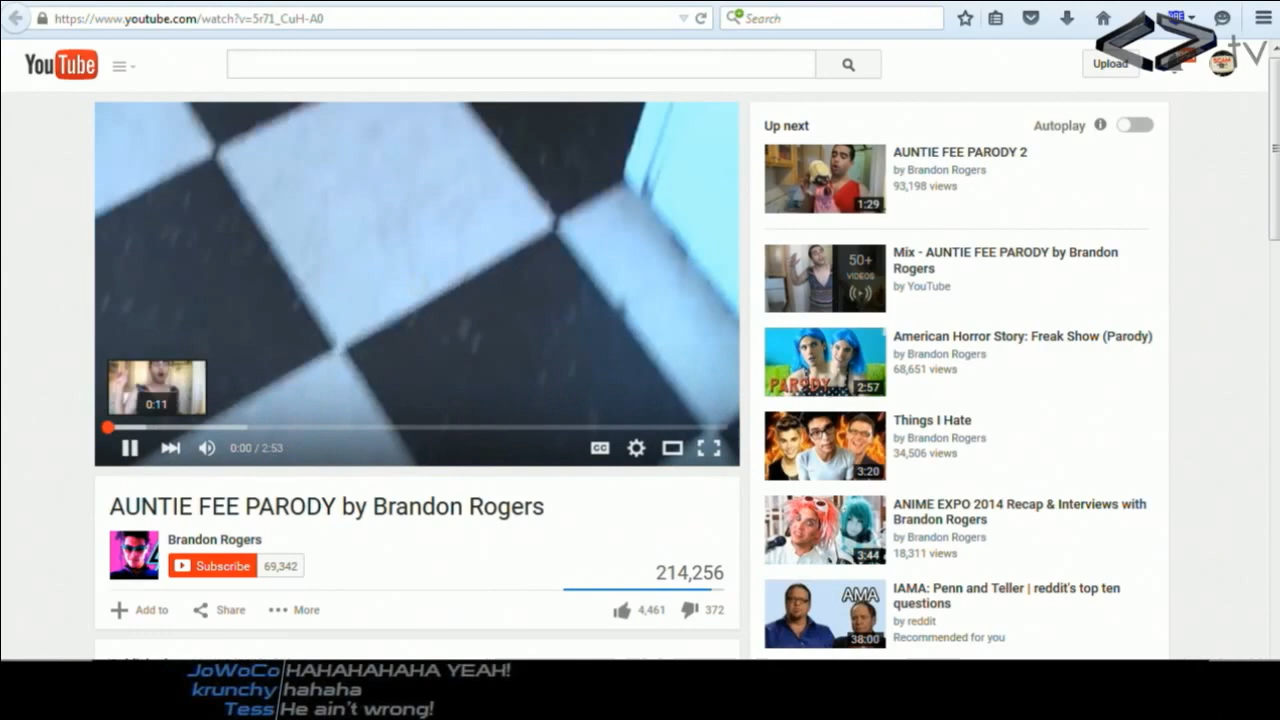 https://www.youtube.com/watch?v=5r71_CuH-A0
Search
YouTube
Upload
<> tv
0:11
0:00 / 2:53
CC
AUNTIE FEE PARODY by Brandon Rogers
Brandon Rogers
Subscribe 69,342
214,256
Add to
Share
More
4,461
372
Up next
Autoplay
AUNTIE FEE PARODY 2
by Brandon Rogers
93,198 views
1:29
Mix - AUNTIE FEE PARODY by Brandon
Rogers
by YouTube
50+
VIDEOS
American Horror Story: Freak Show (Parody)
by Brandon Rogers
68,651 views
PARODY
2:57
Things I Hate
by Brandon Rogers
34,506 views
3:20
ANIME EXPO 2014 Recap & Interviews with
Brandon Rogers
by Brandon Rogers
18,311 views
3:44
IAMA: Penn and Teller | reddit's top ten
questions
by reddit
Recommended for you
AMA
38:00
JoWoCo HAHAHAHAHA YEAH!
krunchy hahaha
Tess He ain't wrong!